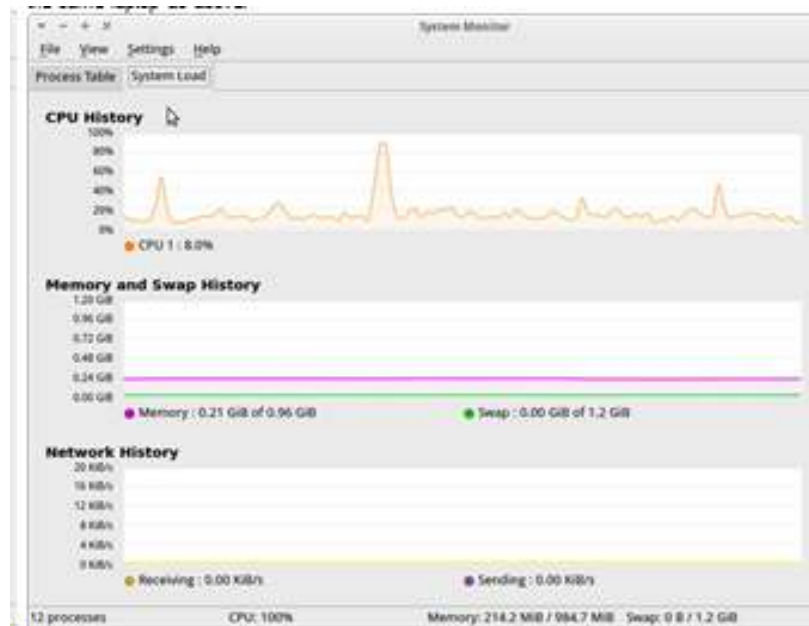 System Monitor
File View Settings Help
Process Table System Load
CPU History
100%
80%
60%
40%
20%
0%
CPU 1 : 8.0%
Memory and Swap History
1.20 GiB
0.96 GiB
0.72 GiB
0.48 GiB
0.24 GiB
0.00 GiB
Memory : 0.21 GiB of 0.96 GiB
Swap : 0.00 GiB of 1.2 GiB
Network History
20 KiB/s
16 KiB/s
12 KiB/s
8 KiB/s
4 KiB/s
0 KiB/s
Receiving : 0.00 KiB/s
Sending : 0.00 KiB/s
12 processes CPU: 100% Memory: 214.2 MiB / 984.7 MiB Swap: 0 B / 1.2 GiB